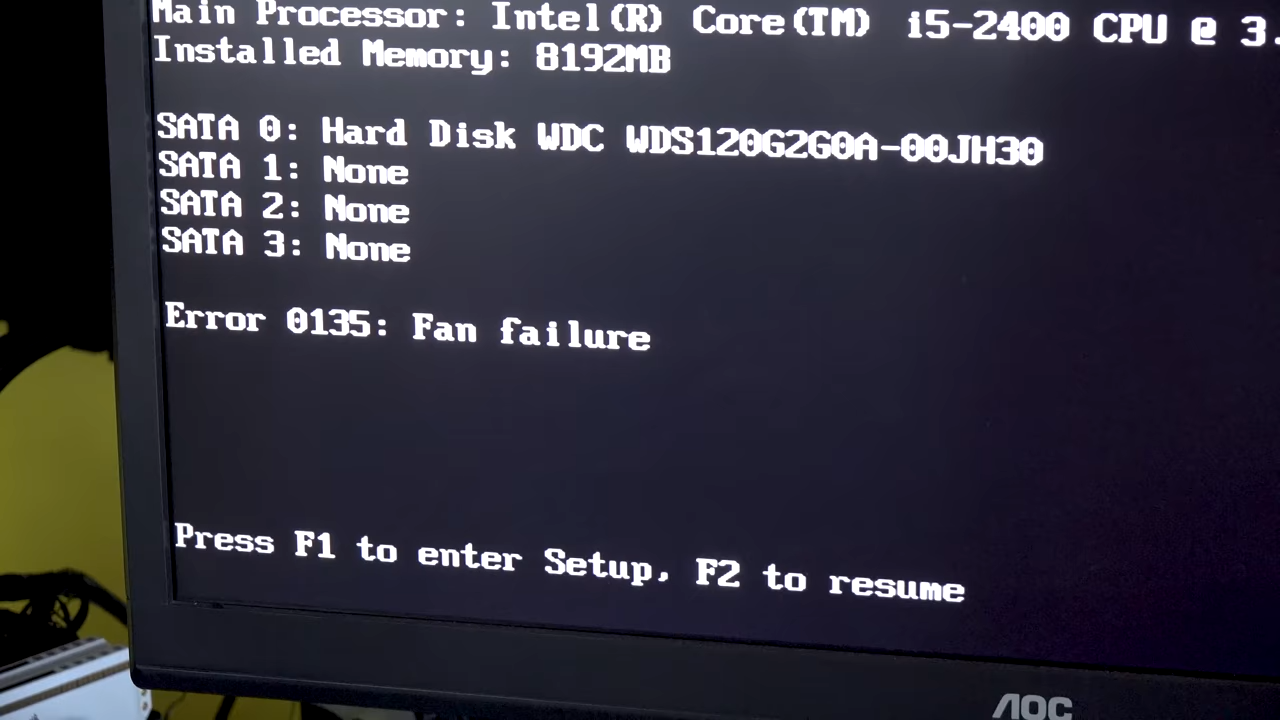 Main Processor: Intel(R) Core(TM) i5-2400 CPU @ 3.
Installed Memory: 8192MB
SATA 0: Hard Disk WDC WDS120G2G0A-00JH30
SATA 1: None
SATA 2: None
SATA 3: None
Error 0135: Fan failure
Press F1 to enter Setup, F2 to resume
AOC